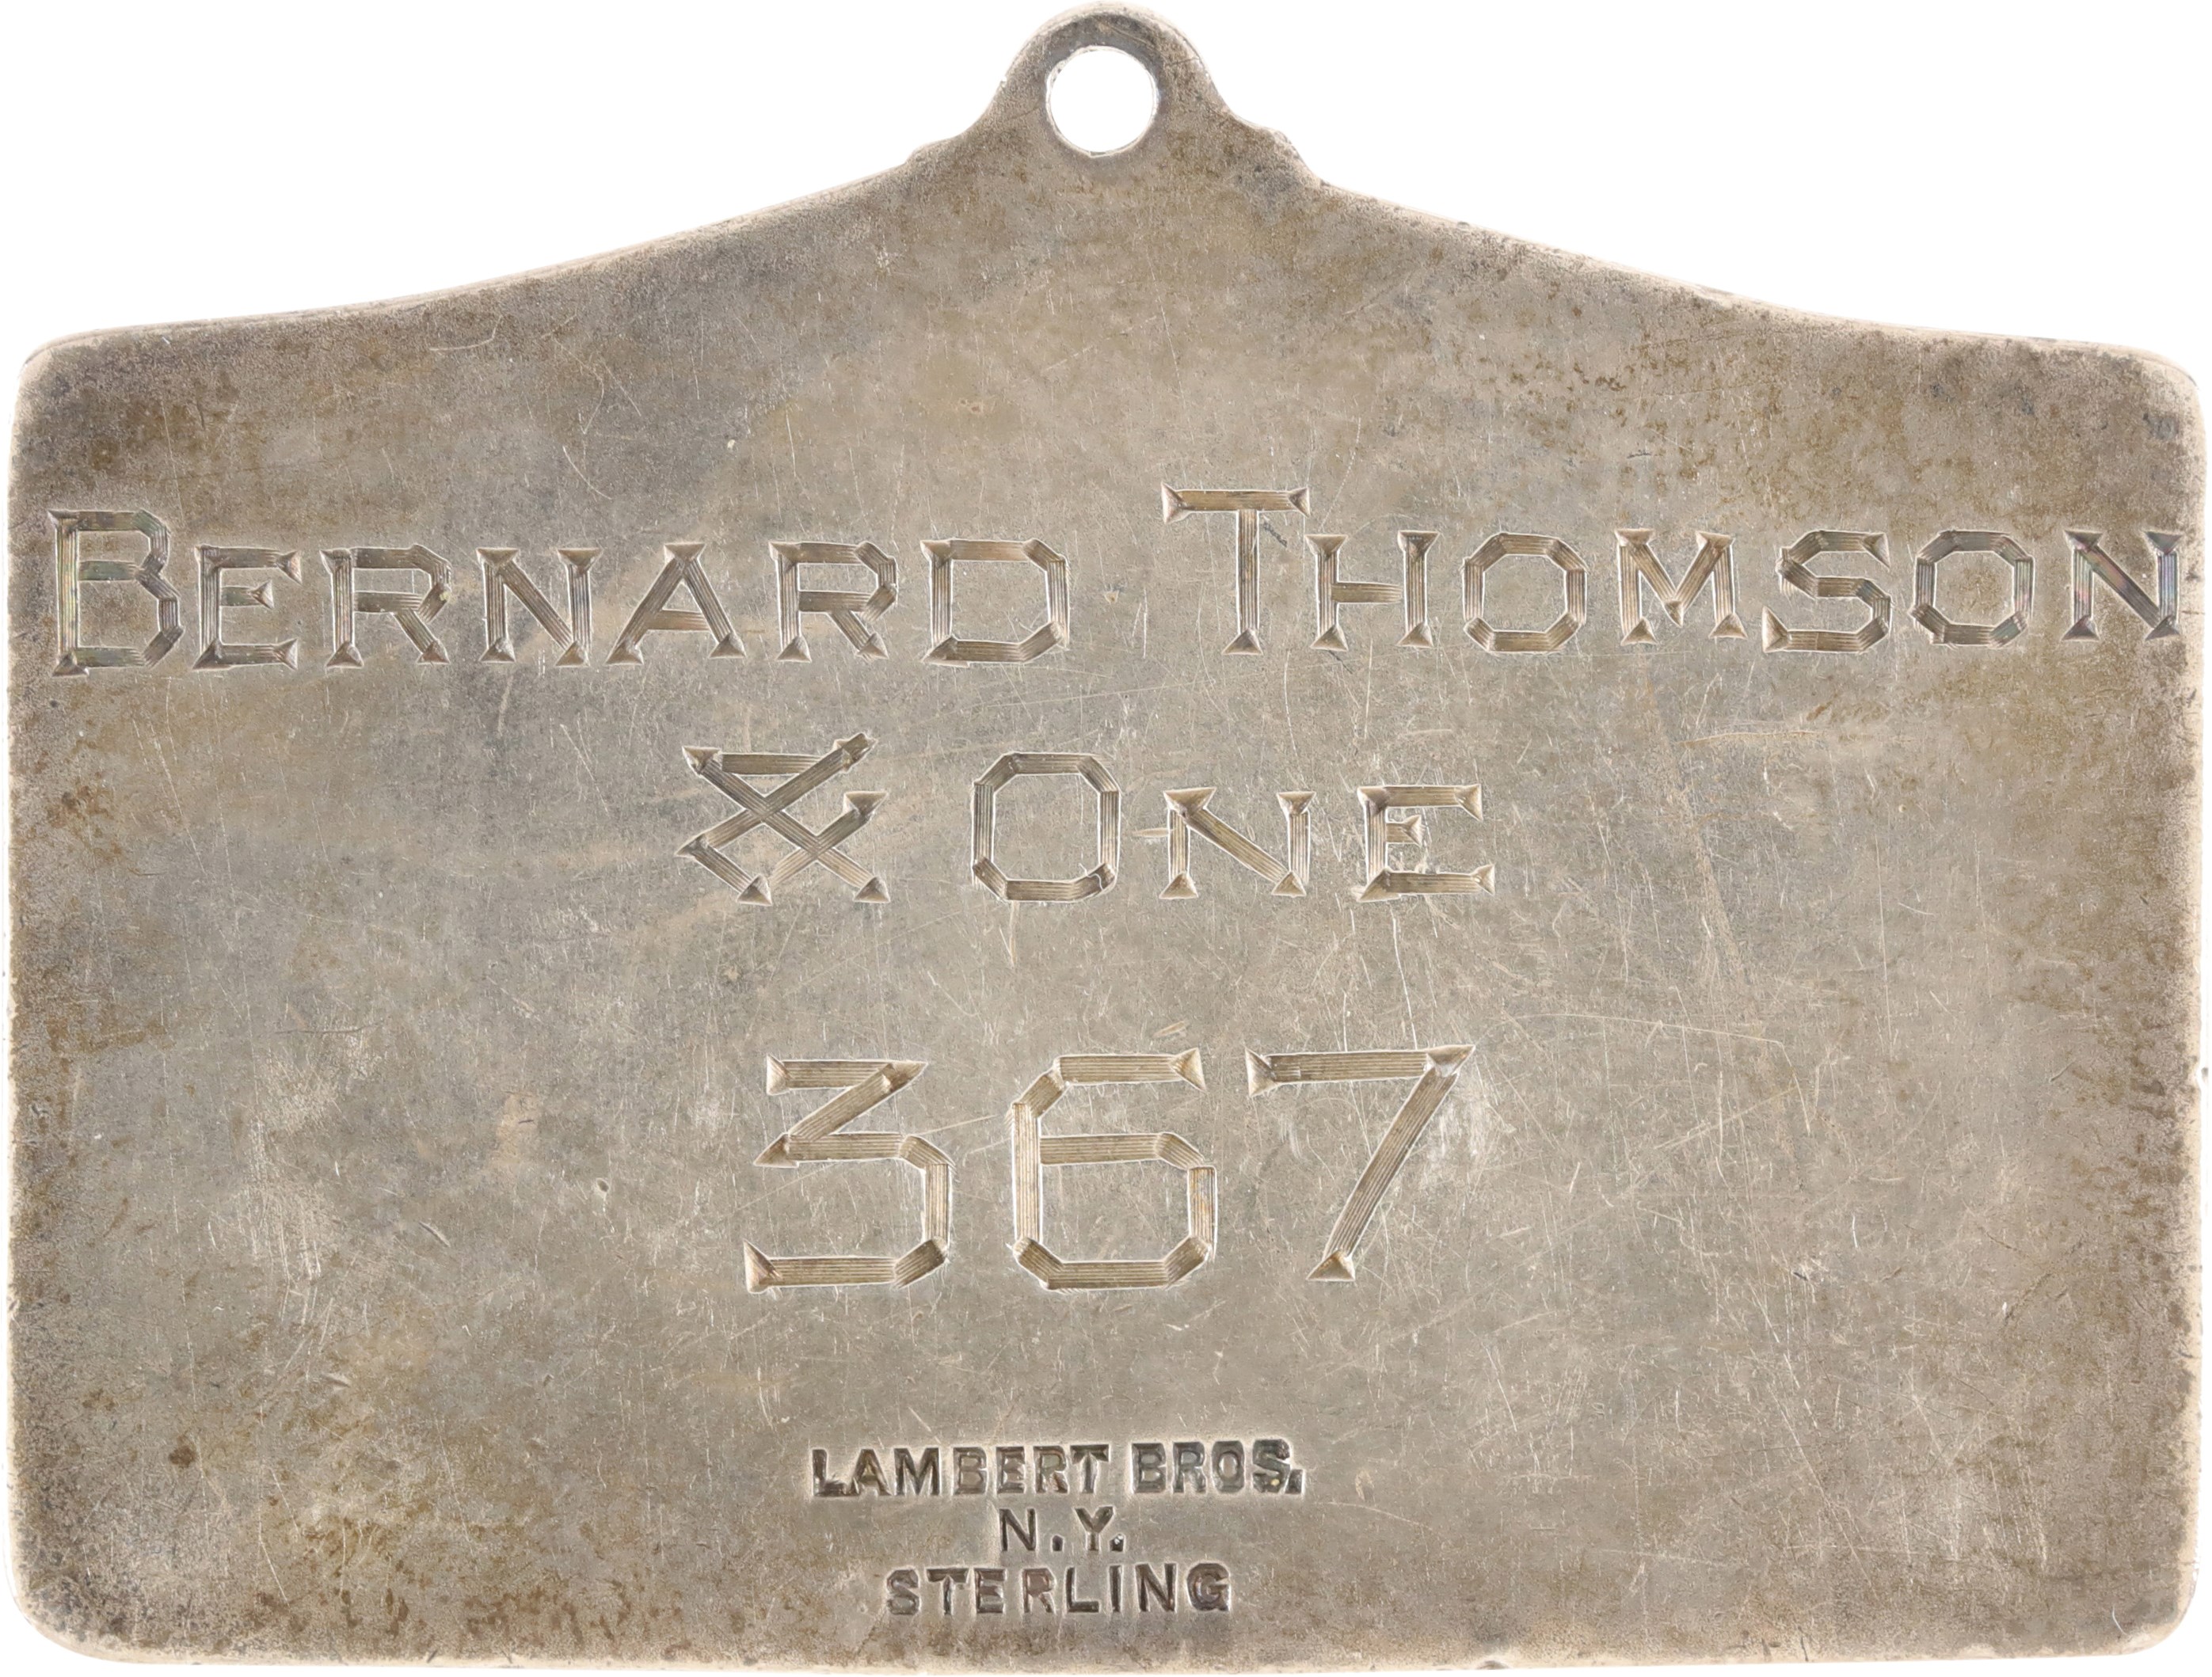 BERNARD THOMSON
& ONE
367
LAMBERT BROS.
N.Y.
STERLING